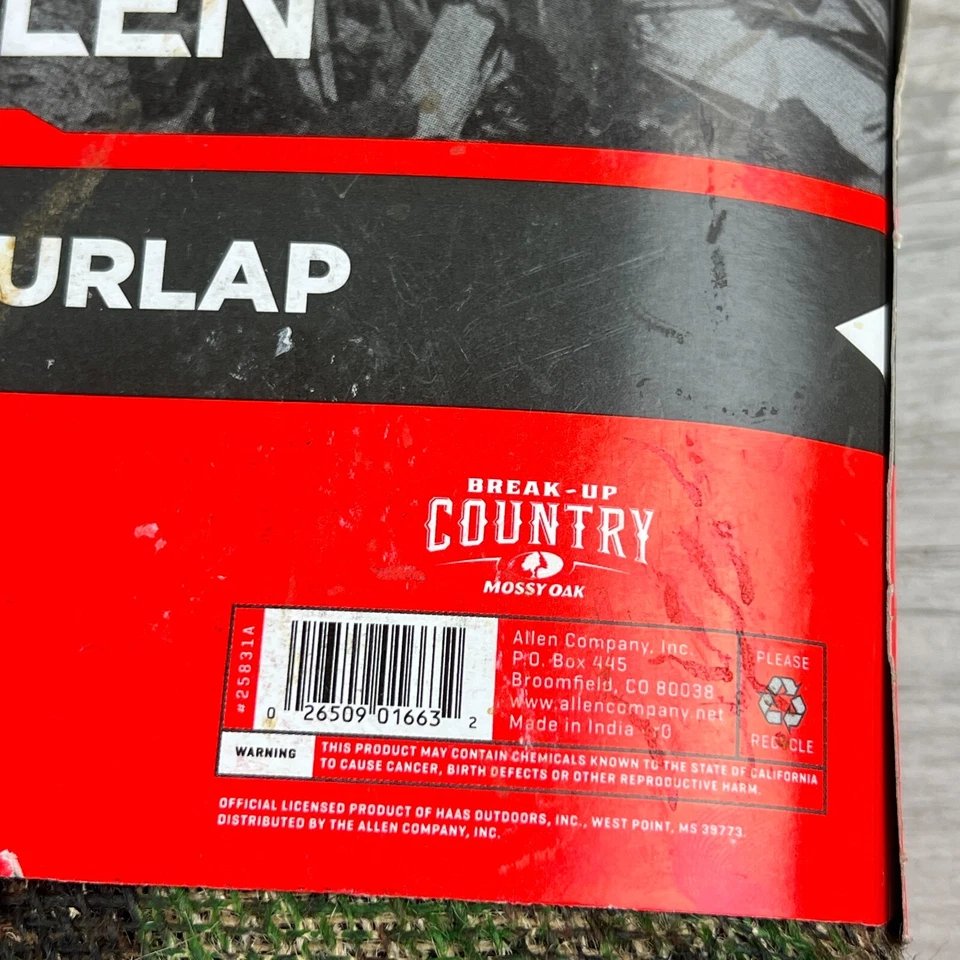 LEN
URLAP
BREAK-UP
COUNTRY
MOSSY OAK
#25831A
0 26509 01663 2
Allen Company, Inc.
P.O. Box 445
Broomfield, CO 80038
www.allencompany.net
Made in India
PLEASE
RECYCLE
WARNING
THIS PRODUCT MAY CONTAIN CHEMICALS KNOWN TO THE STATE OF CALIFORNIA
TO CAUSE CANCER, BIRTH DEFECTS OR OTHER REPRODUCTIVE HARM.
OFFICIAL LICENSED PRODUCT OF HAAS OUTDOORS, INC., WEST POINT, MS 39773.
DISTRIBUTED BY THE ALLEN COMPANY, INC.